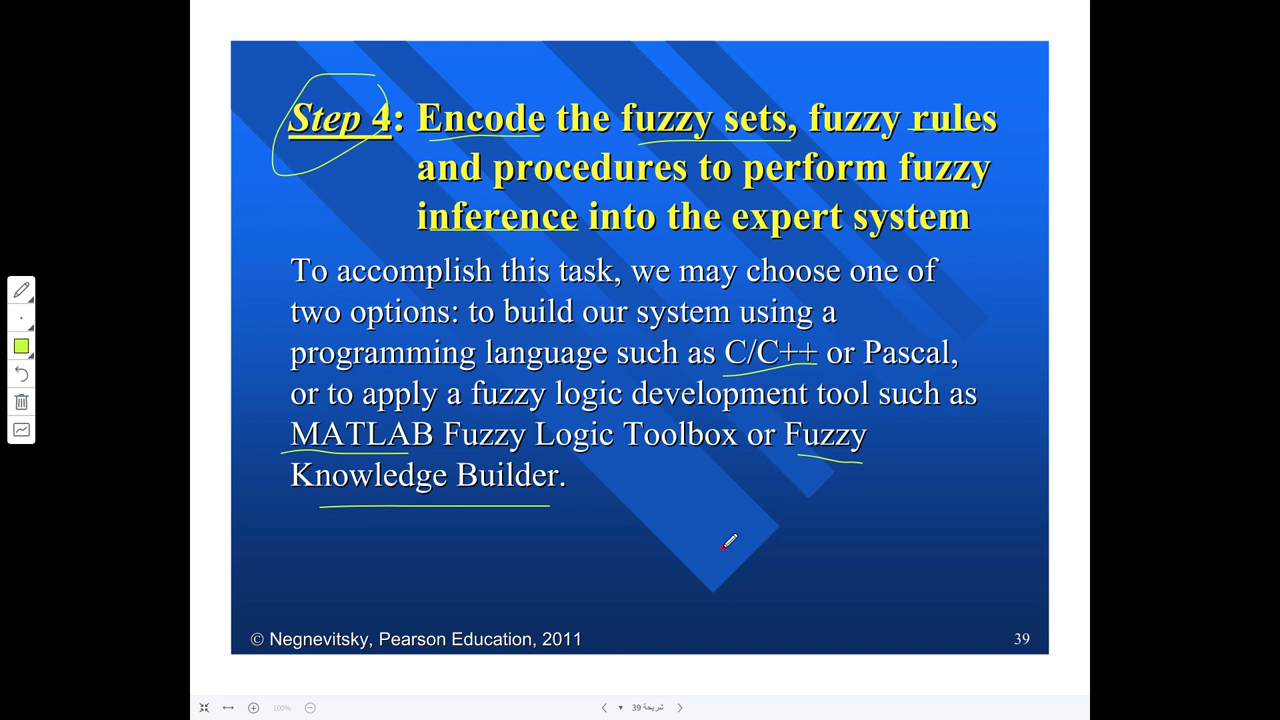 Step 4: Encode the fuzzy sets, fuzzy rules
and procedures to perform fuzzy
inference into the expert system
To accomplish this task, we may choose one of
two options: to build our system using a
programming language such as C/C++ or Pascal,
or to apply a fuzzy logic development tool such as
MATLAB Fuzzy Logic Toolbox or Fuzzy
Knowledge Builder.
© Negnevitsky, Pearson Education, 2011
39
100%
شريحة 39